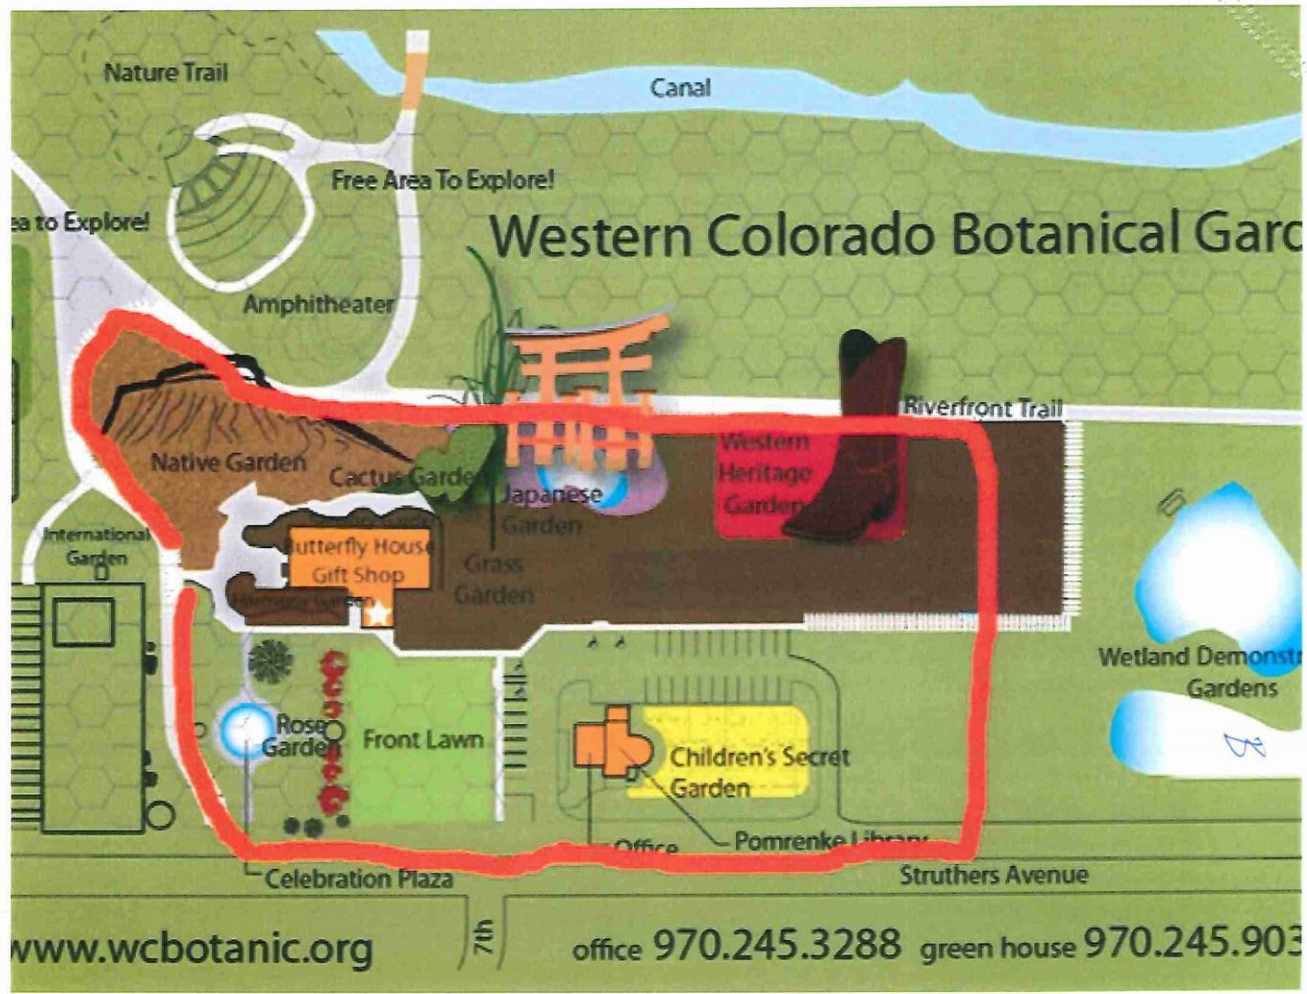 Nature Trail
Canal
Free Area To Explore!
ea to Explore!
Western Colorado Botanical Gard
Amphitheater
Riverfront Trail
Western
Heritage
Garden
Native Garden
Cactus Garden
Japanese
Garden
International
Garden
Butterfly House
Gift Shop
Grass
Garden
Garden
Wetland Demonst
Gardens
Rose
Garden
Front Lawn
Children's Secret
Garden
Office
Pomrenke Library
Celebration Plaza
Struthers Avenue
7th
www.wcbotanic.org
office 970.245.3288 green house 970.245.903